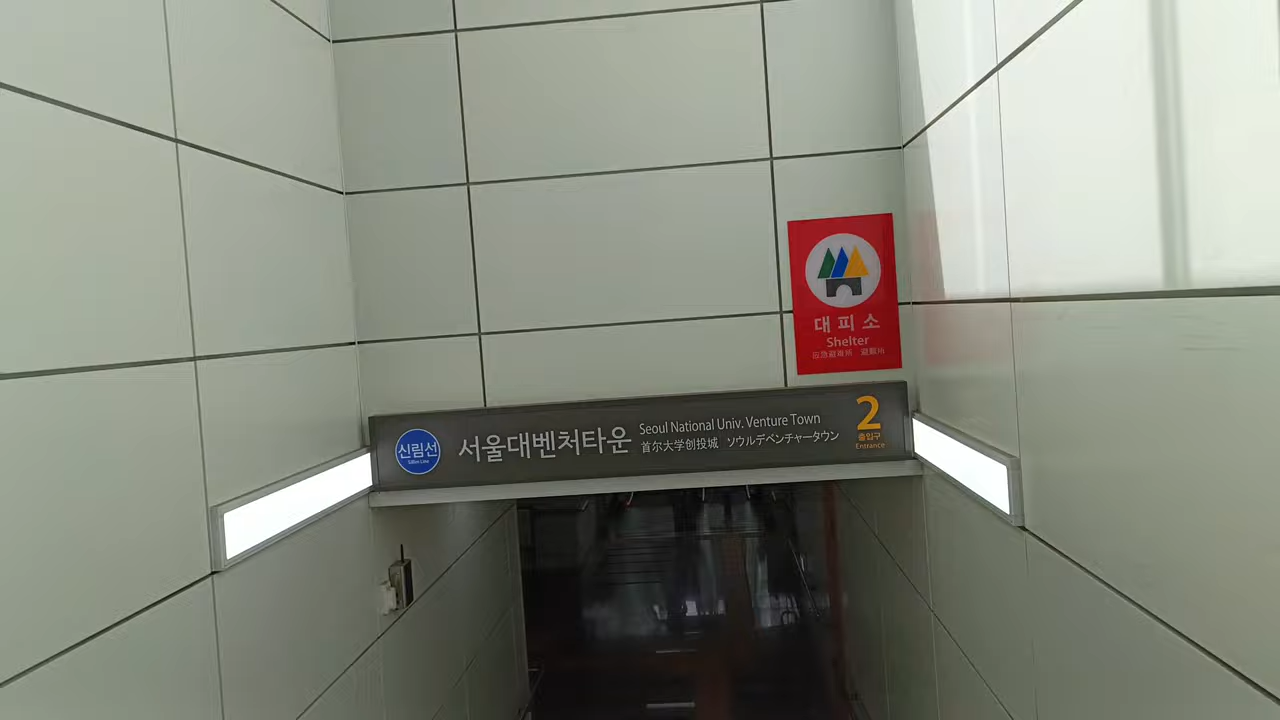 대피소
Shelter
应急避难所 避難所
신림선
Sillim Line
서울대벤처타운
Seoul National Univ. Venture Town
首尔大学创投城 ソウルデベンチャータウン
2
출입구
Entrance